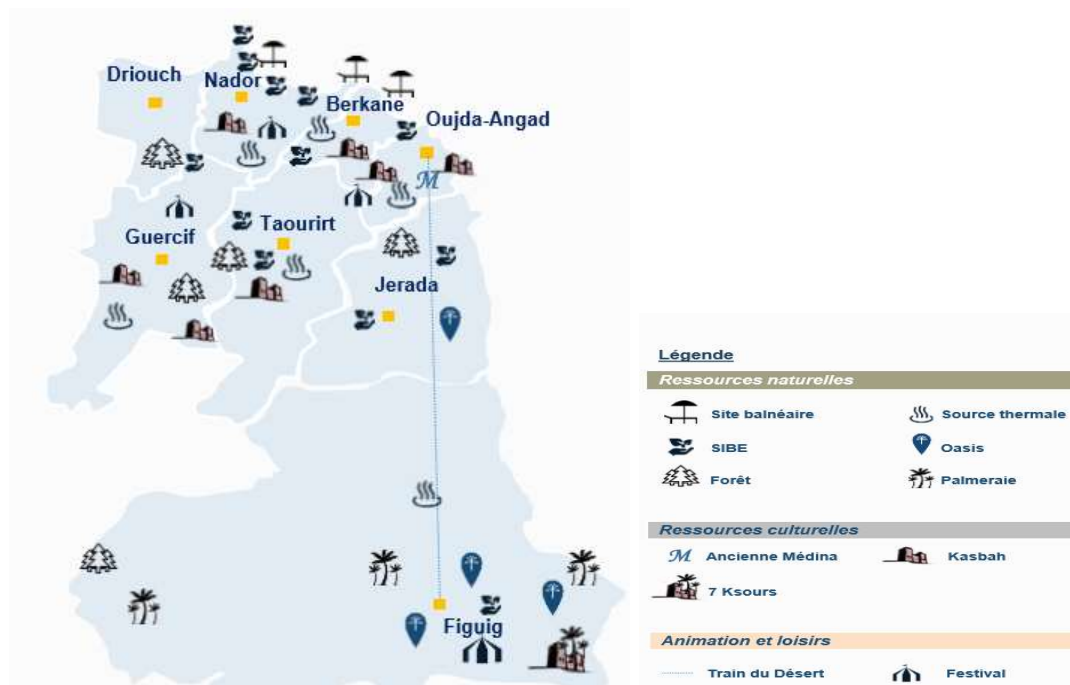 Driouch
Nador
Berkane
Oujda-Angad
M
Guercif
Taourirt
Jerada
Figuig
Légende
Ressources naturelles
Site balnéaire
Source thermale
SIBE
Oasis
Forêt
Palmeraie
Ressources culturelles
M Ancienne Médina
Kasbah
7 Ksours
Animation et loisirs
Train du Désert
Festival